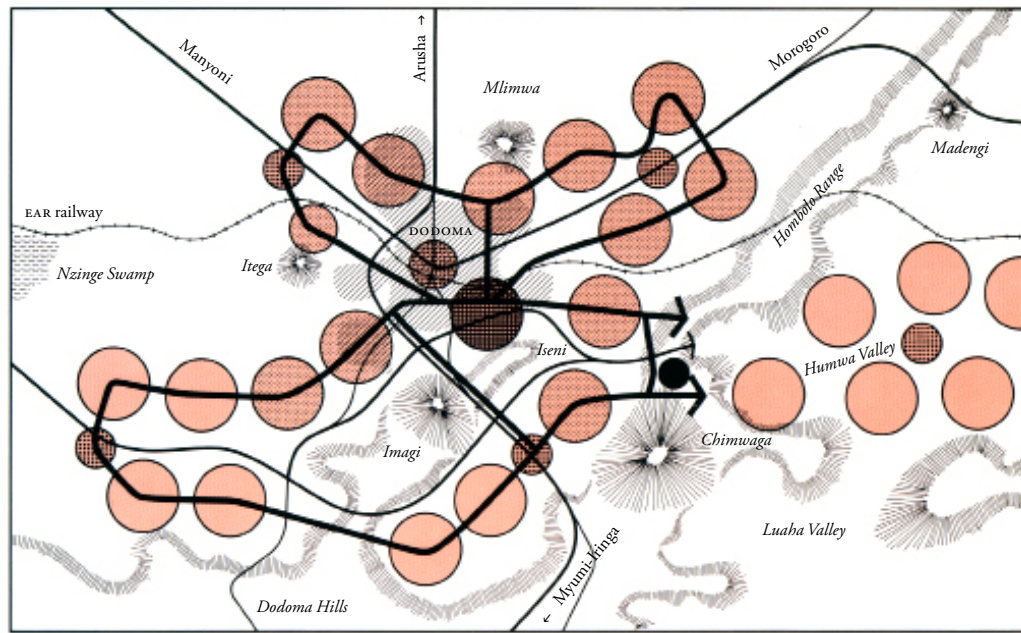 Manyoni
Arusha →
Morogoro
Mlimwa
Madengi
Hombolo Range
EAR railway
DODOMA
Nzinge Swamp
Itega
Iseni
Humwa Valley
Imagi
Chimwaga
Luaha Valley
← Myumi-Iringa
Dodoma Hills